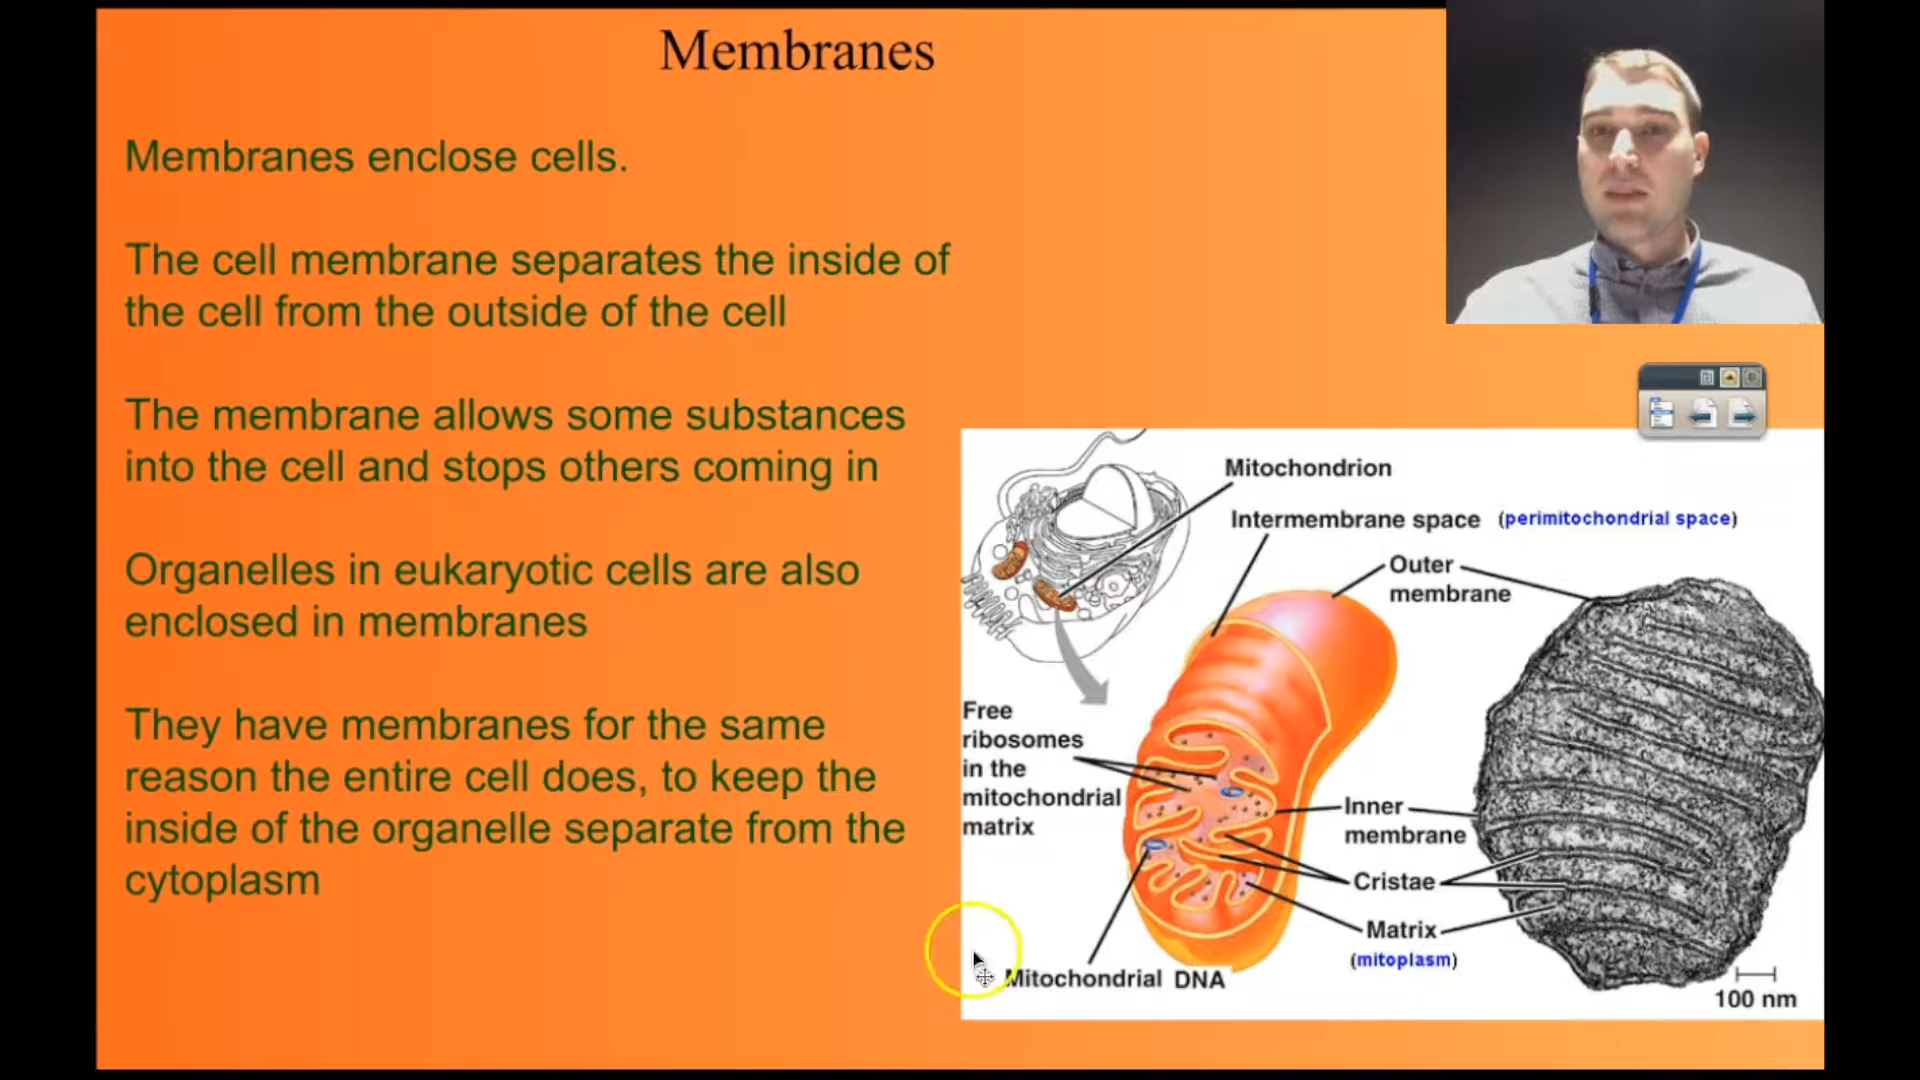 Membranes
Membranes enclose cells.
The cell membrane separates the inside of
the cell from the outside of the cell
The membrane allows some substances
into the cell and stops others coming in
Organelles in eukaryotic cells are also
enclosed in membranes
They have membranes for the same
reason the entire cell does, to keep the
inside of the organelle separate from the
cytoplasm
Mitochondrion
Intermembrane space (perimitochondrial space)
Outer
membrane
Free
ribosomes
in the
mitochondrial
matrix
Inner
membrane
Cristae
Matrix
(mitoplasm)
Mitochondrial DNA
100 nm